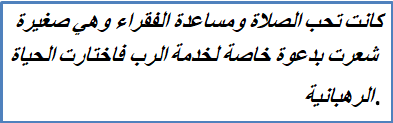 كانت تحب الصلاة ومساعدة الفقراء وهي صغيرة
شعرت بدعوة خاصة لخدمة الرب فاختارت الحياة
الرهبانية.